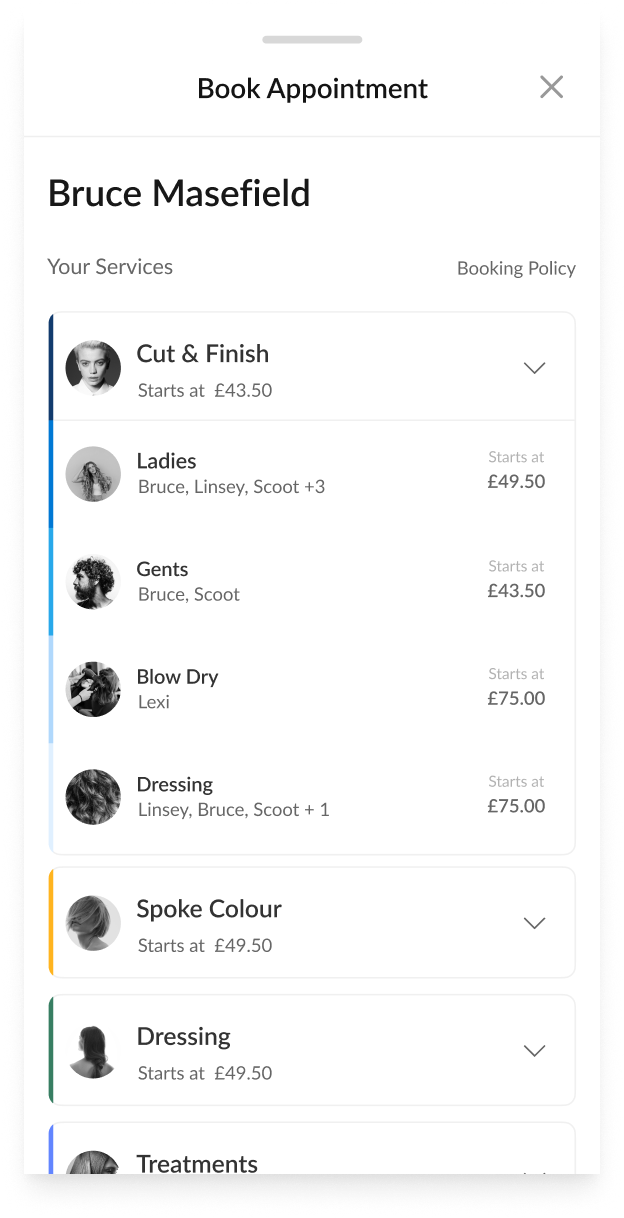 Book Appointment
Bruce Masefield
Your Services
Booking Policy
Cut & Finish
Starts at £43.50
Ladies
Bruce, Linsey, Scoot +3
Starts at
£49.50
Gents
Bruce, Scoot
Starts at
£43.50
Blow Dry
Lexi
Starts at
£75.00
Dressing
Linsey, Bruce, Scoot + 1
Starts at
£75.00
Spoke Colour
Starts at £49.50
Dressing
Starts at £49.50
Treatments